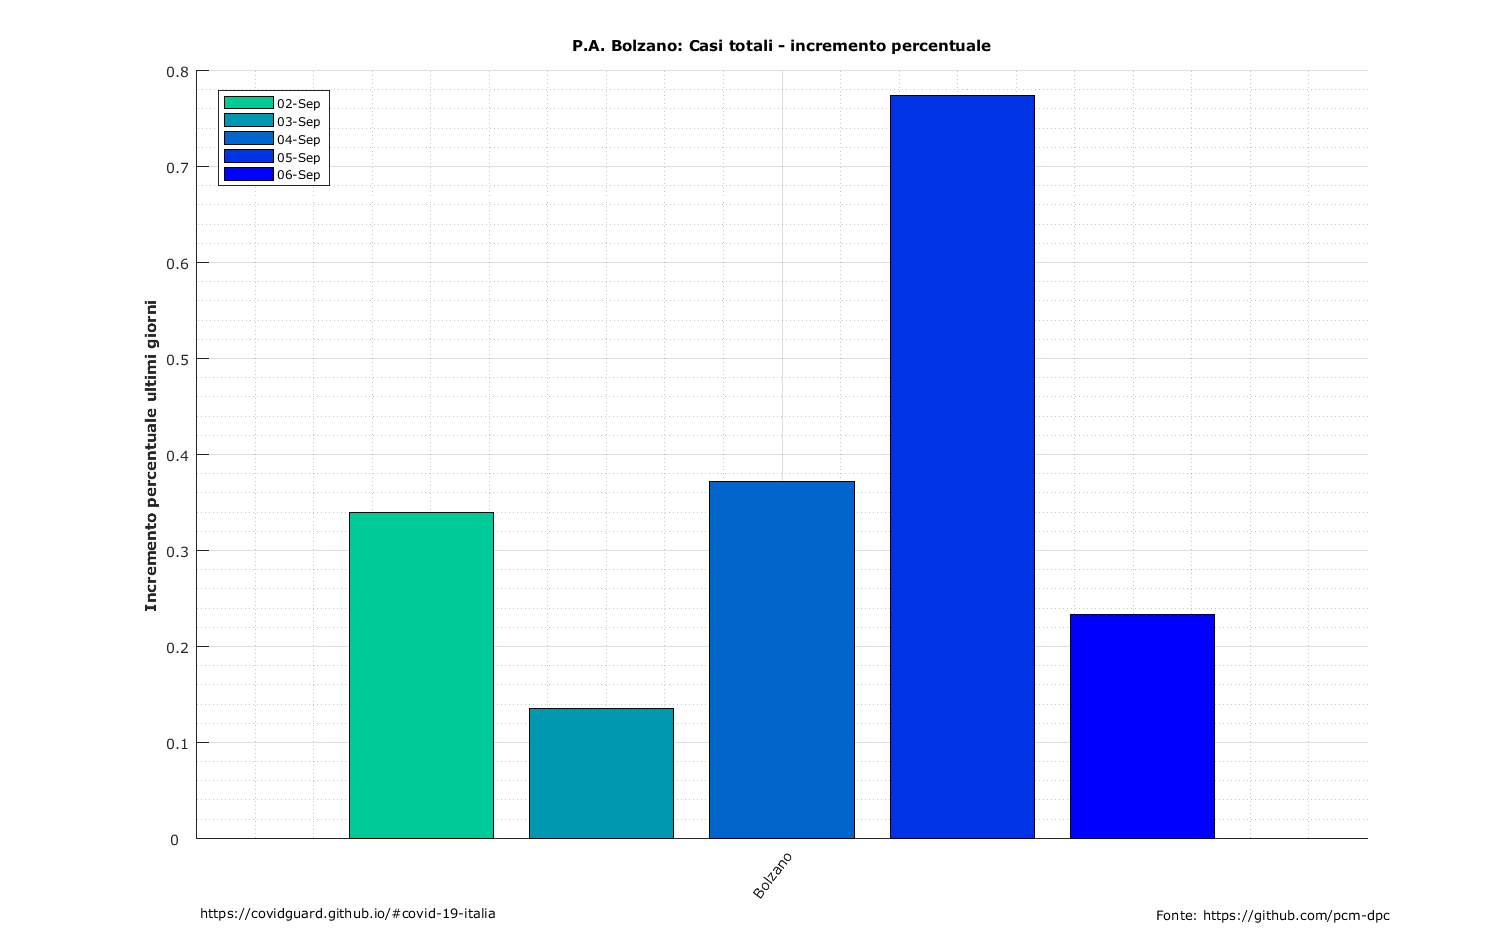 P.A. Bolzano: Casi totali - incremento percentuale
0.8
0.7
0.6
0.5
0.4
0.3
0.2
0.1
0
Incremento percentuale ultimi giorni
02-Sep
03-Sep
04-Sep
05-Sep
06-Sep
Bolzano
https://covidguard.github.io/#covid-19-italia
Fonte: https://github.com/pcm-dpc